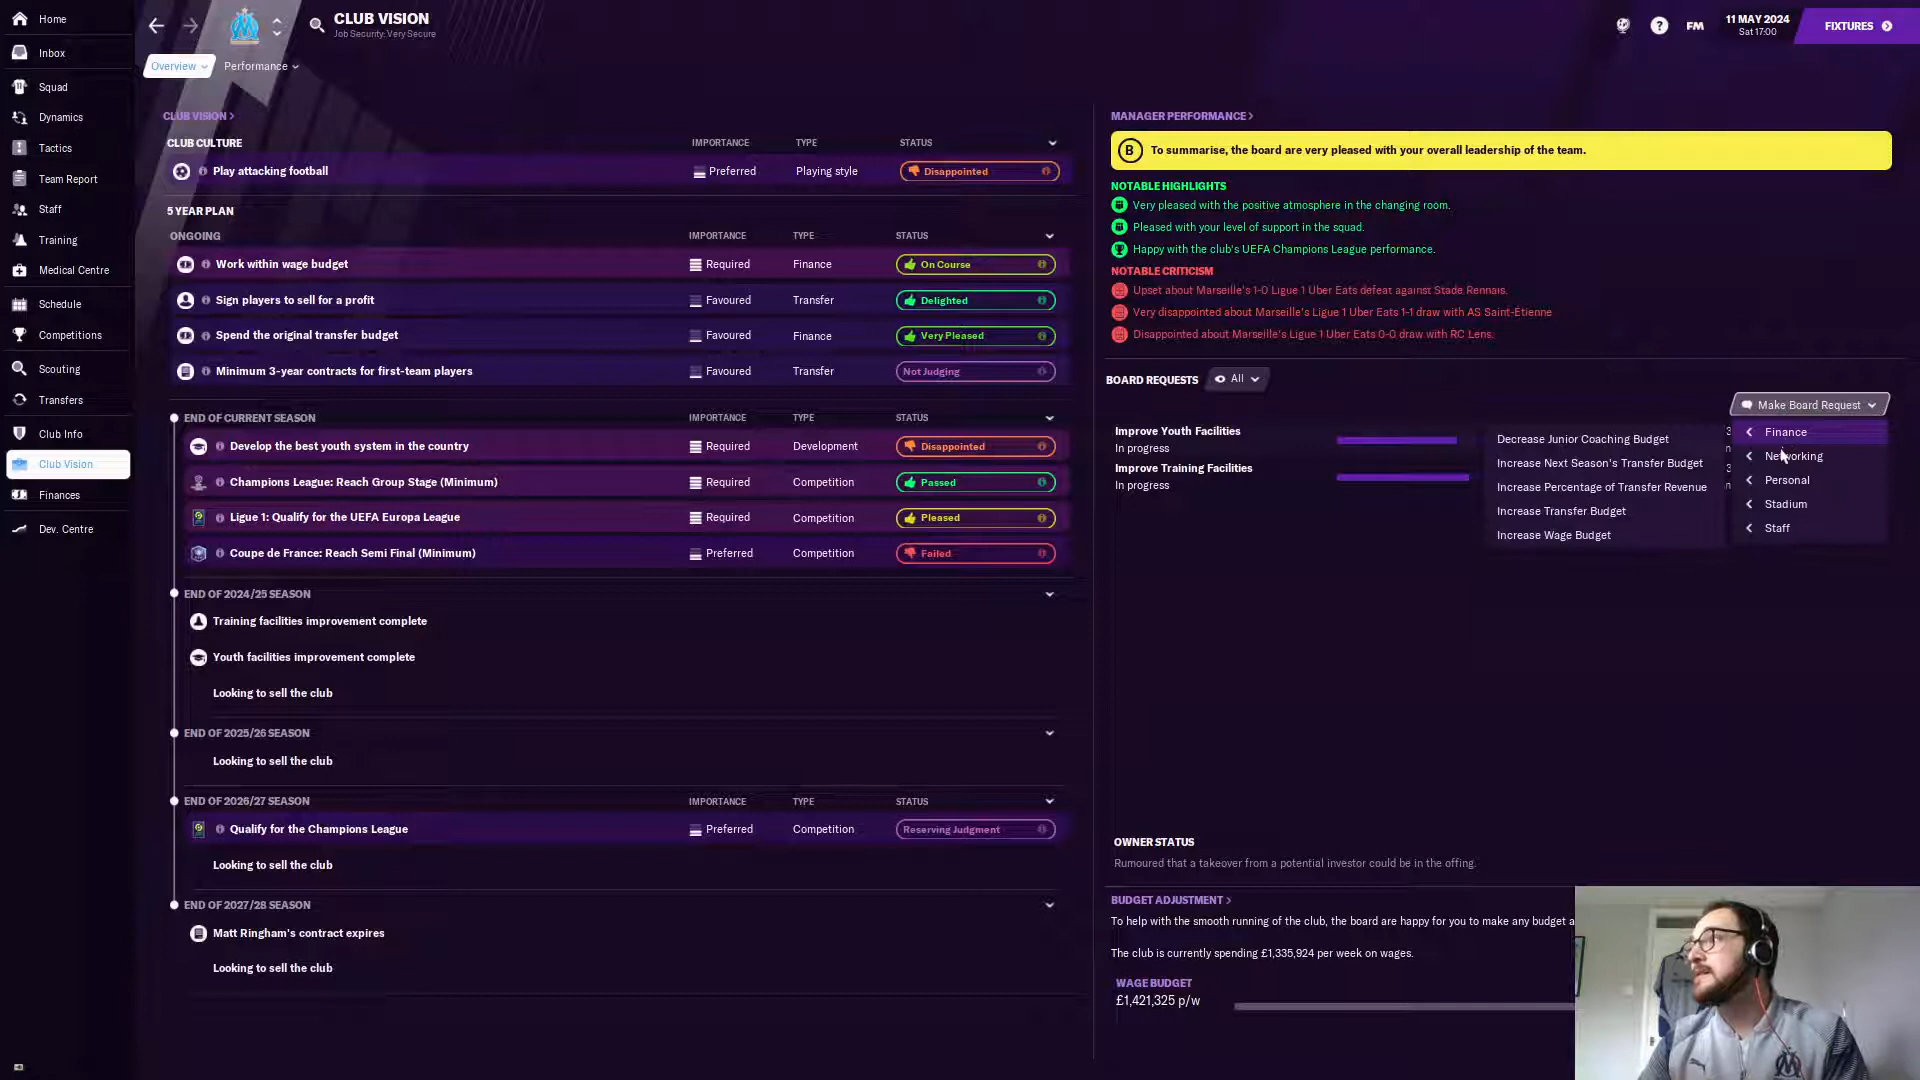 Home
Inbox
Squad
Dynamics
Tactics
Team Report
Staff
Training
Medical Centre
Schedule
Competitions
Scouting
Transfers
Club Info
Club Vision
Finances
Dev. Centre
CLUB VISION
Job Security: Very Secure
FM
11 MAY 2024
Sat 17:00
FIXTURES
Overview
Performance
CLUB VISION >
CLUB CULTURE IMPORTANCE TYPE STATUS
Play attacking football Preferred Playing style Disappointed
5 YEAR PLAN
ONGOING IMPORTANCE TYPE STATUS
Work within wage budget Required Finance On Course
Sign players to sell for a profit Favoured Transfer Delighted
Spend the original transfer budget Favoured Finance Very Pleased
Minimum 3-year contracts for first-team players Favoured Transfer Not Judging
END OF CURRENT SEASON IMPORTANCE TYPE STATUS
Develop the best youth system in the country Required Development Disappointed
Champions League: Reach Group Stage (Minimum) Required Competition Passed
Ligue 1: Qualify for the UEFA Europa League Required Competition Pleased
Coupe de France: Reach Semi Final (Minimum) Preferred Competition Failed
END OF 2024/25 SEASON
Training facilities improvement complete
Youth facilities improvement complete
Looking to sell the club
END OF 2025/26 SEASON
Looking to sell the club
END OF 2026/27 SEASON IMPORTANCE TYPE STATUS
Qualify for the Champions League Preferred Competition Reserving Judgment
Looking to sell the club
END OF 2027/28 SEASON
Matt Ringham's contract expires
Looking to sell the club
MANAGER PERFORMANCE >
B To summarise, the board are very pleased with your overall leadership of the team.
NOTABLE HIGHLIGHTS
Very pleased with the positive atmosphere in the changing room.
Pleased with your level of support in the squad.
Happy with the club's UEFA Champions League performance.
NOTABLE CRITICISM
Upset about Marseille's 1-0 Ligue 1 Uber Eats defeat against Stade Rennais.
Very disappointed about Marseille's Ligue 1 Uber Eats 1-1 draw with AS Saint-Étienne
Disappointed about Marseille's Ligue 1 Uber Eats 0-0 draw with RC Lens.
BOARD REQUESTS All
Make Board Request
Improve Youth Facilities
In progress
Improve Training Facilities
In progress
Decrease Junior Coaching Budget
Increase Next Season's Transfer Budget
Increase Percentage of Transfer Revenue
Increase Transfer Budget
Increase Wage Budget
Finance
Networking
Personal
Stadium
Staff
OWNER STATUS
Rumoured that a takeover from a potential investor could be in the offing.
BUDGET ADJUSTMENT >
To help with the smooth running of the club, the board are happy for you to make any budget a
The club is currently spending £1,335,924 per week on wages.
WAGE BUDGET
£1,421,325 p/w